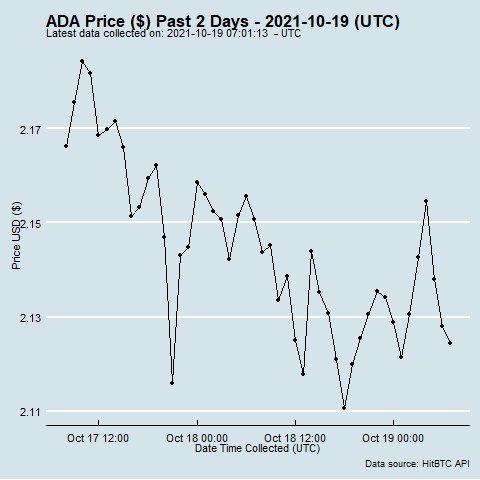 ADA Price ($) Past 2 Days - 2021-10-19 (UTC)
Latest data collected on: 2021-10-19 07:01:13 - UTC
2.17
2.15
2.13
2.11
Price USD ($)
Oct 17 12:00 Oct 18 00:00 Oct 18 12:00 Oct 19 00:00
Date Time Collected (UTC)
Data source: HitBTC API